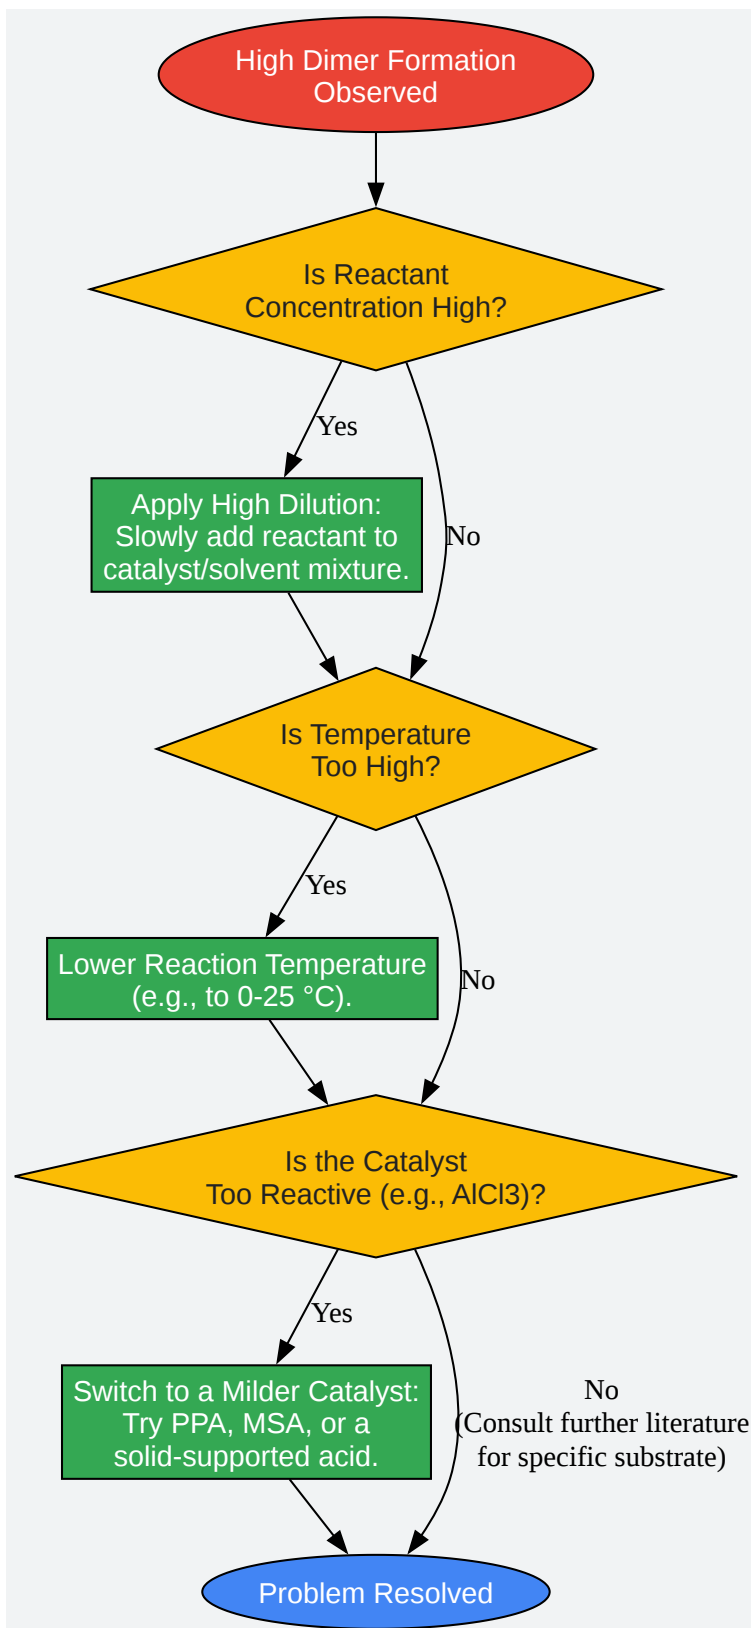 High Dimer Formation
Observed
Is Reactant
Concentration High?
Yes
Apply High Dilution:
Slowly add reactant to
catalyst/solvent mixture.
No
Is Temperature
Too High?
Yes
Lower Reaction Temperature
(e.g., to 0-25 °C).
No
Is the Catalyst
Too Reactive (e.g., AlCl3)?
Yes
Switch to a Milder Catalyst:
Try PPA, MSA, or a
solid-supported acid.
No
(Consult further literature
for specific substrate)
Problem Resolved